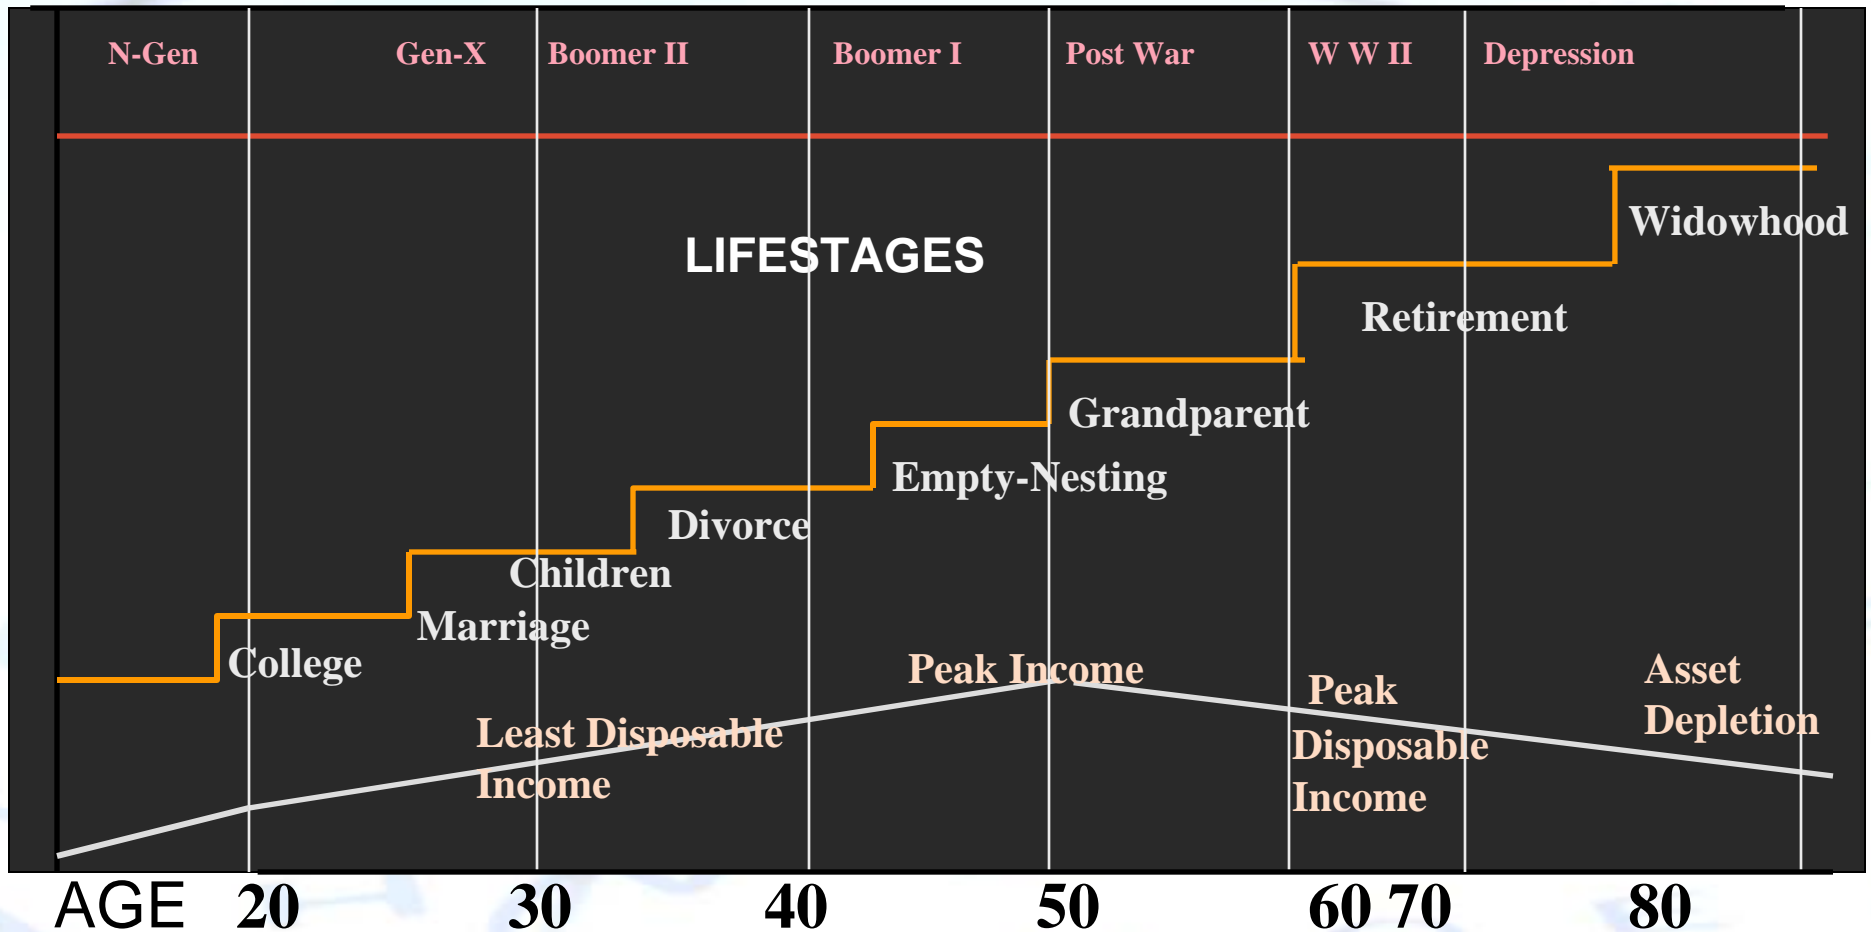 N-Gen Gen-X Boomer II Boomer I Post War W W II Depression
Widowhood
LIFESTAGES
Retirement
Grandparent
Empty-Nesting
Divorce
Children
Marriage
College
Peak Income
Least Disposable
Income
Peak
Disposable
Income
Asset
Depletion
AGE 20 30 40 50 60 70 80